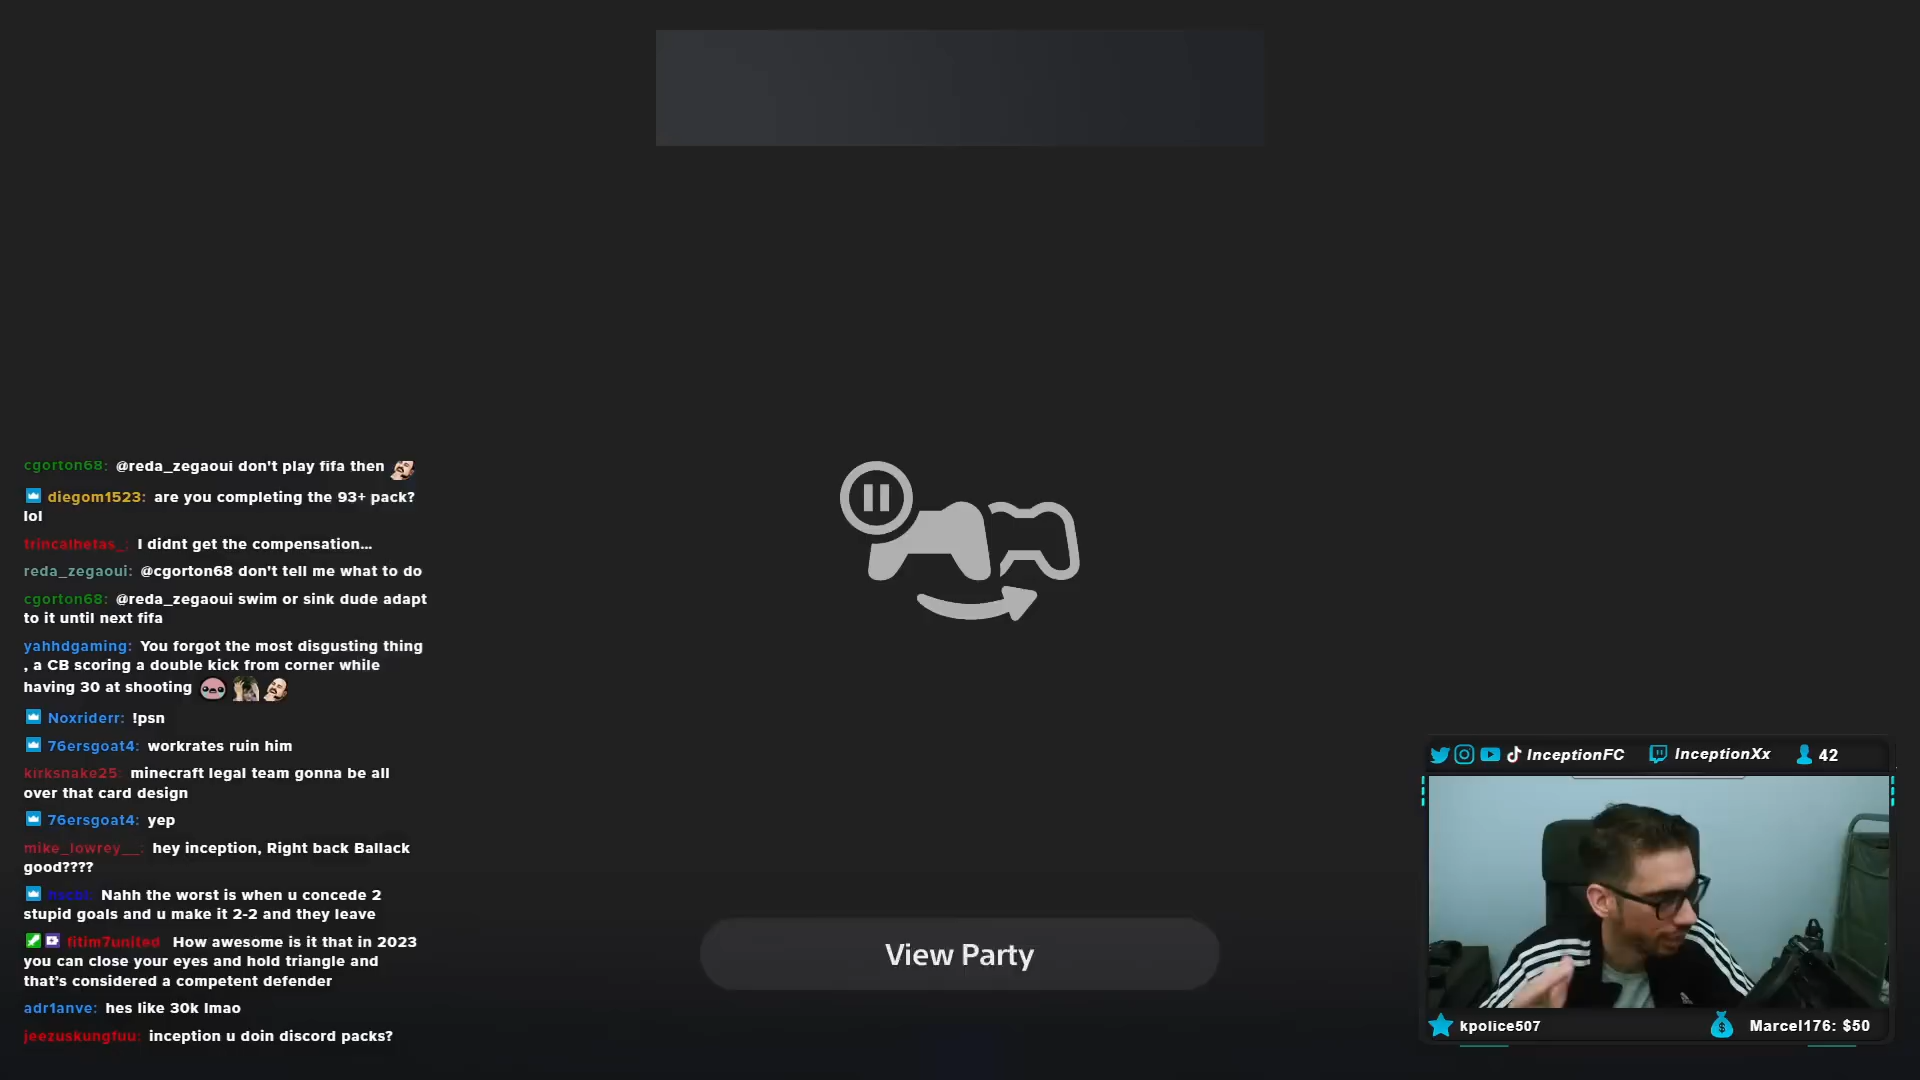 cgorton68: @reda_zegaoui don't play fifa then
diegom1523: are you completing the 93+ pack?
lol
trincalhetas_: I didnt get the compensation...
reda_zegaoui: @cgorton68 don't tell me what to do
cgorton68: @reda_zegaoui swim or sink dude adapt
to it until next fifa
yahhdgaming: You forgot the most disgusting thing
, a CB scoring a double kick from corner while
having 30 at shooting
Noxriderr: !psn
76ersgoat4: workrates ruin him
kirksnake25: minecraft legal team gonna be all
over that card design
76ersgoat4: yep
mike_lowrey__: hey inception, Right back Ballack
good????
Nahh the worst is when u concede 2
stupid goals and u make it 2-2 and they leave
fitim7united How awesome is it that in 2023
you can close your eyes and hold triangle and
that's considered a competent defender
adr1anve: hes like 30k lmao
jeezuskungfuu: inception u doin discord packs?
View Party
InceptionFC InceptionXx 42
kpolice507 Marcel176: $50